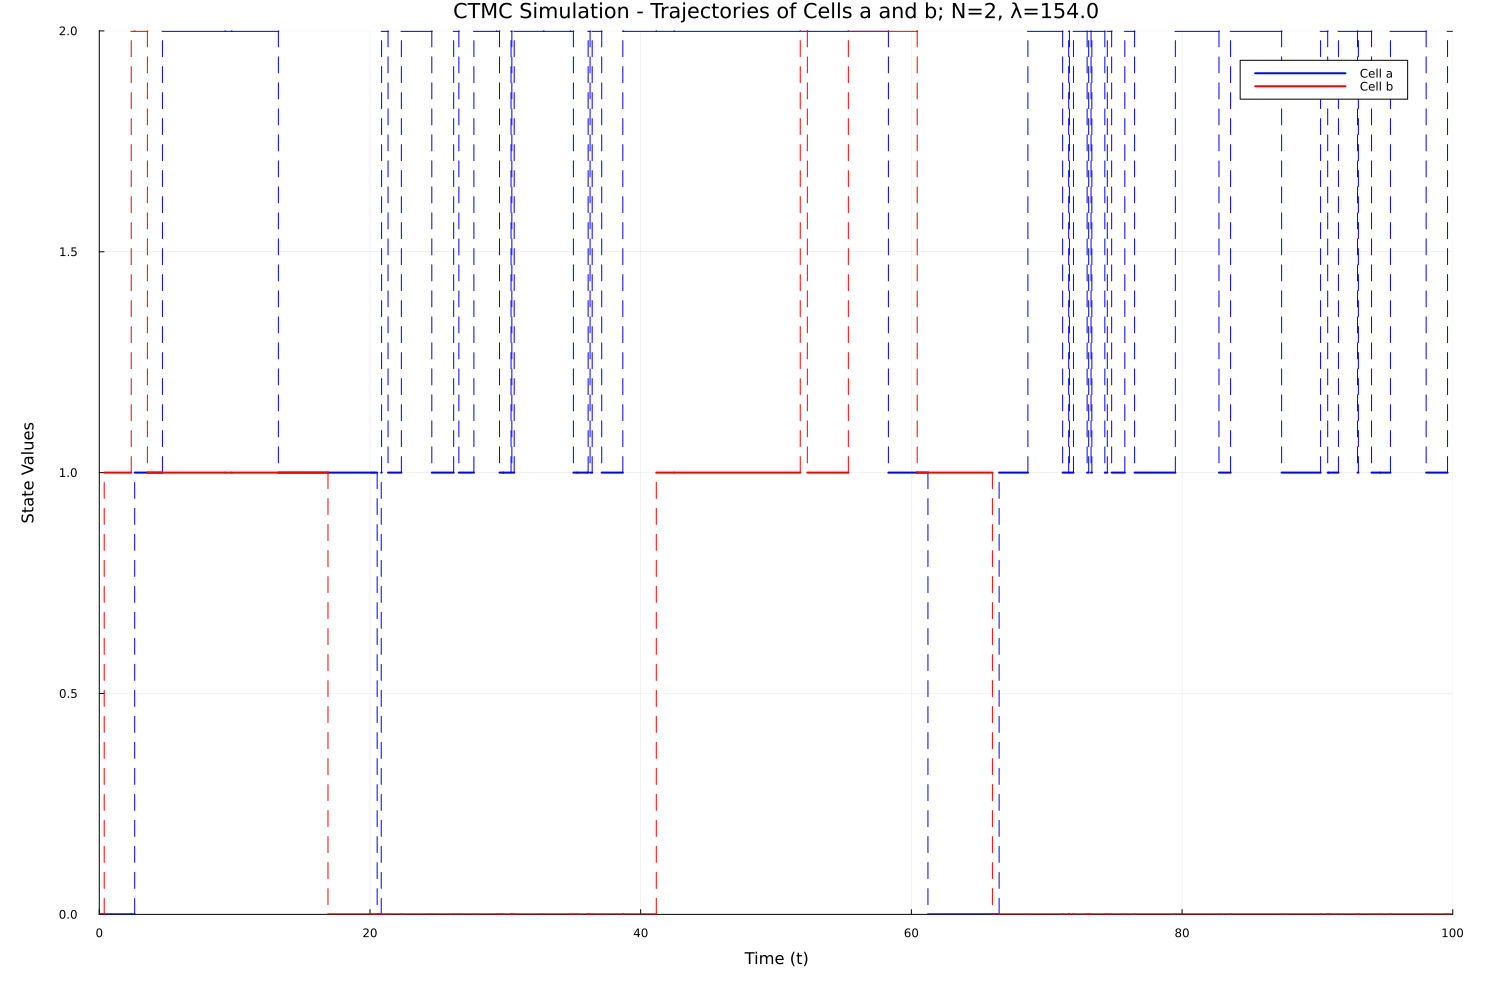 CTMC Simulation - Trajectories of Cells a and b; N=2, λ=154.0
2.0
Cell a
Cell b
1.5
State Values
1.0
0.5
0.0
0 20 40 60 80 100
Time (t)